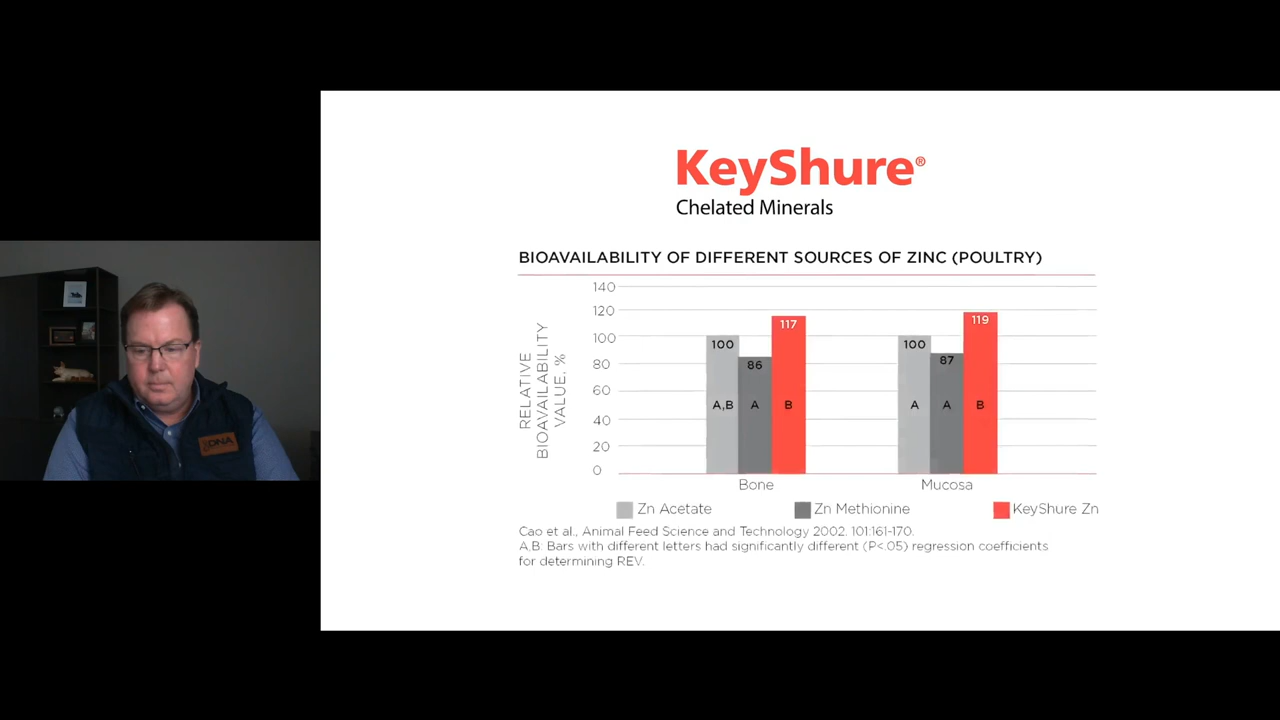 KeyShure®
Chelated Minerals
BIOAVAILABILITY OF DIFFERENT SOURCES OF ZINC (POULTRY)
RELATIVE
BIOAVAILABILITY
VALUE, %
140
120
100
80
60
40
20
0
100
86
117
A,B
A
B
100
87
119
A
A
B
Bone
Mucosa
Zn Acetate
Zn Methionine
KeyShure Zn
Cao et al., Animal Feed Science and Technology 2002. 101:161-170.
A.B: Bars with different letters had significantly different (P<.05) regression coefficients
for determining REV.
DNA